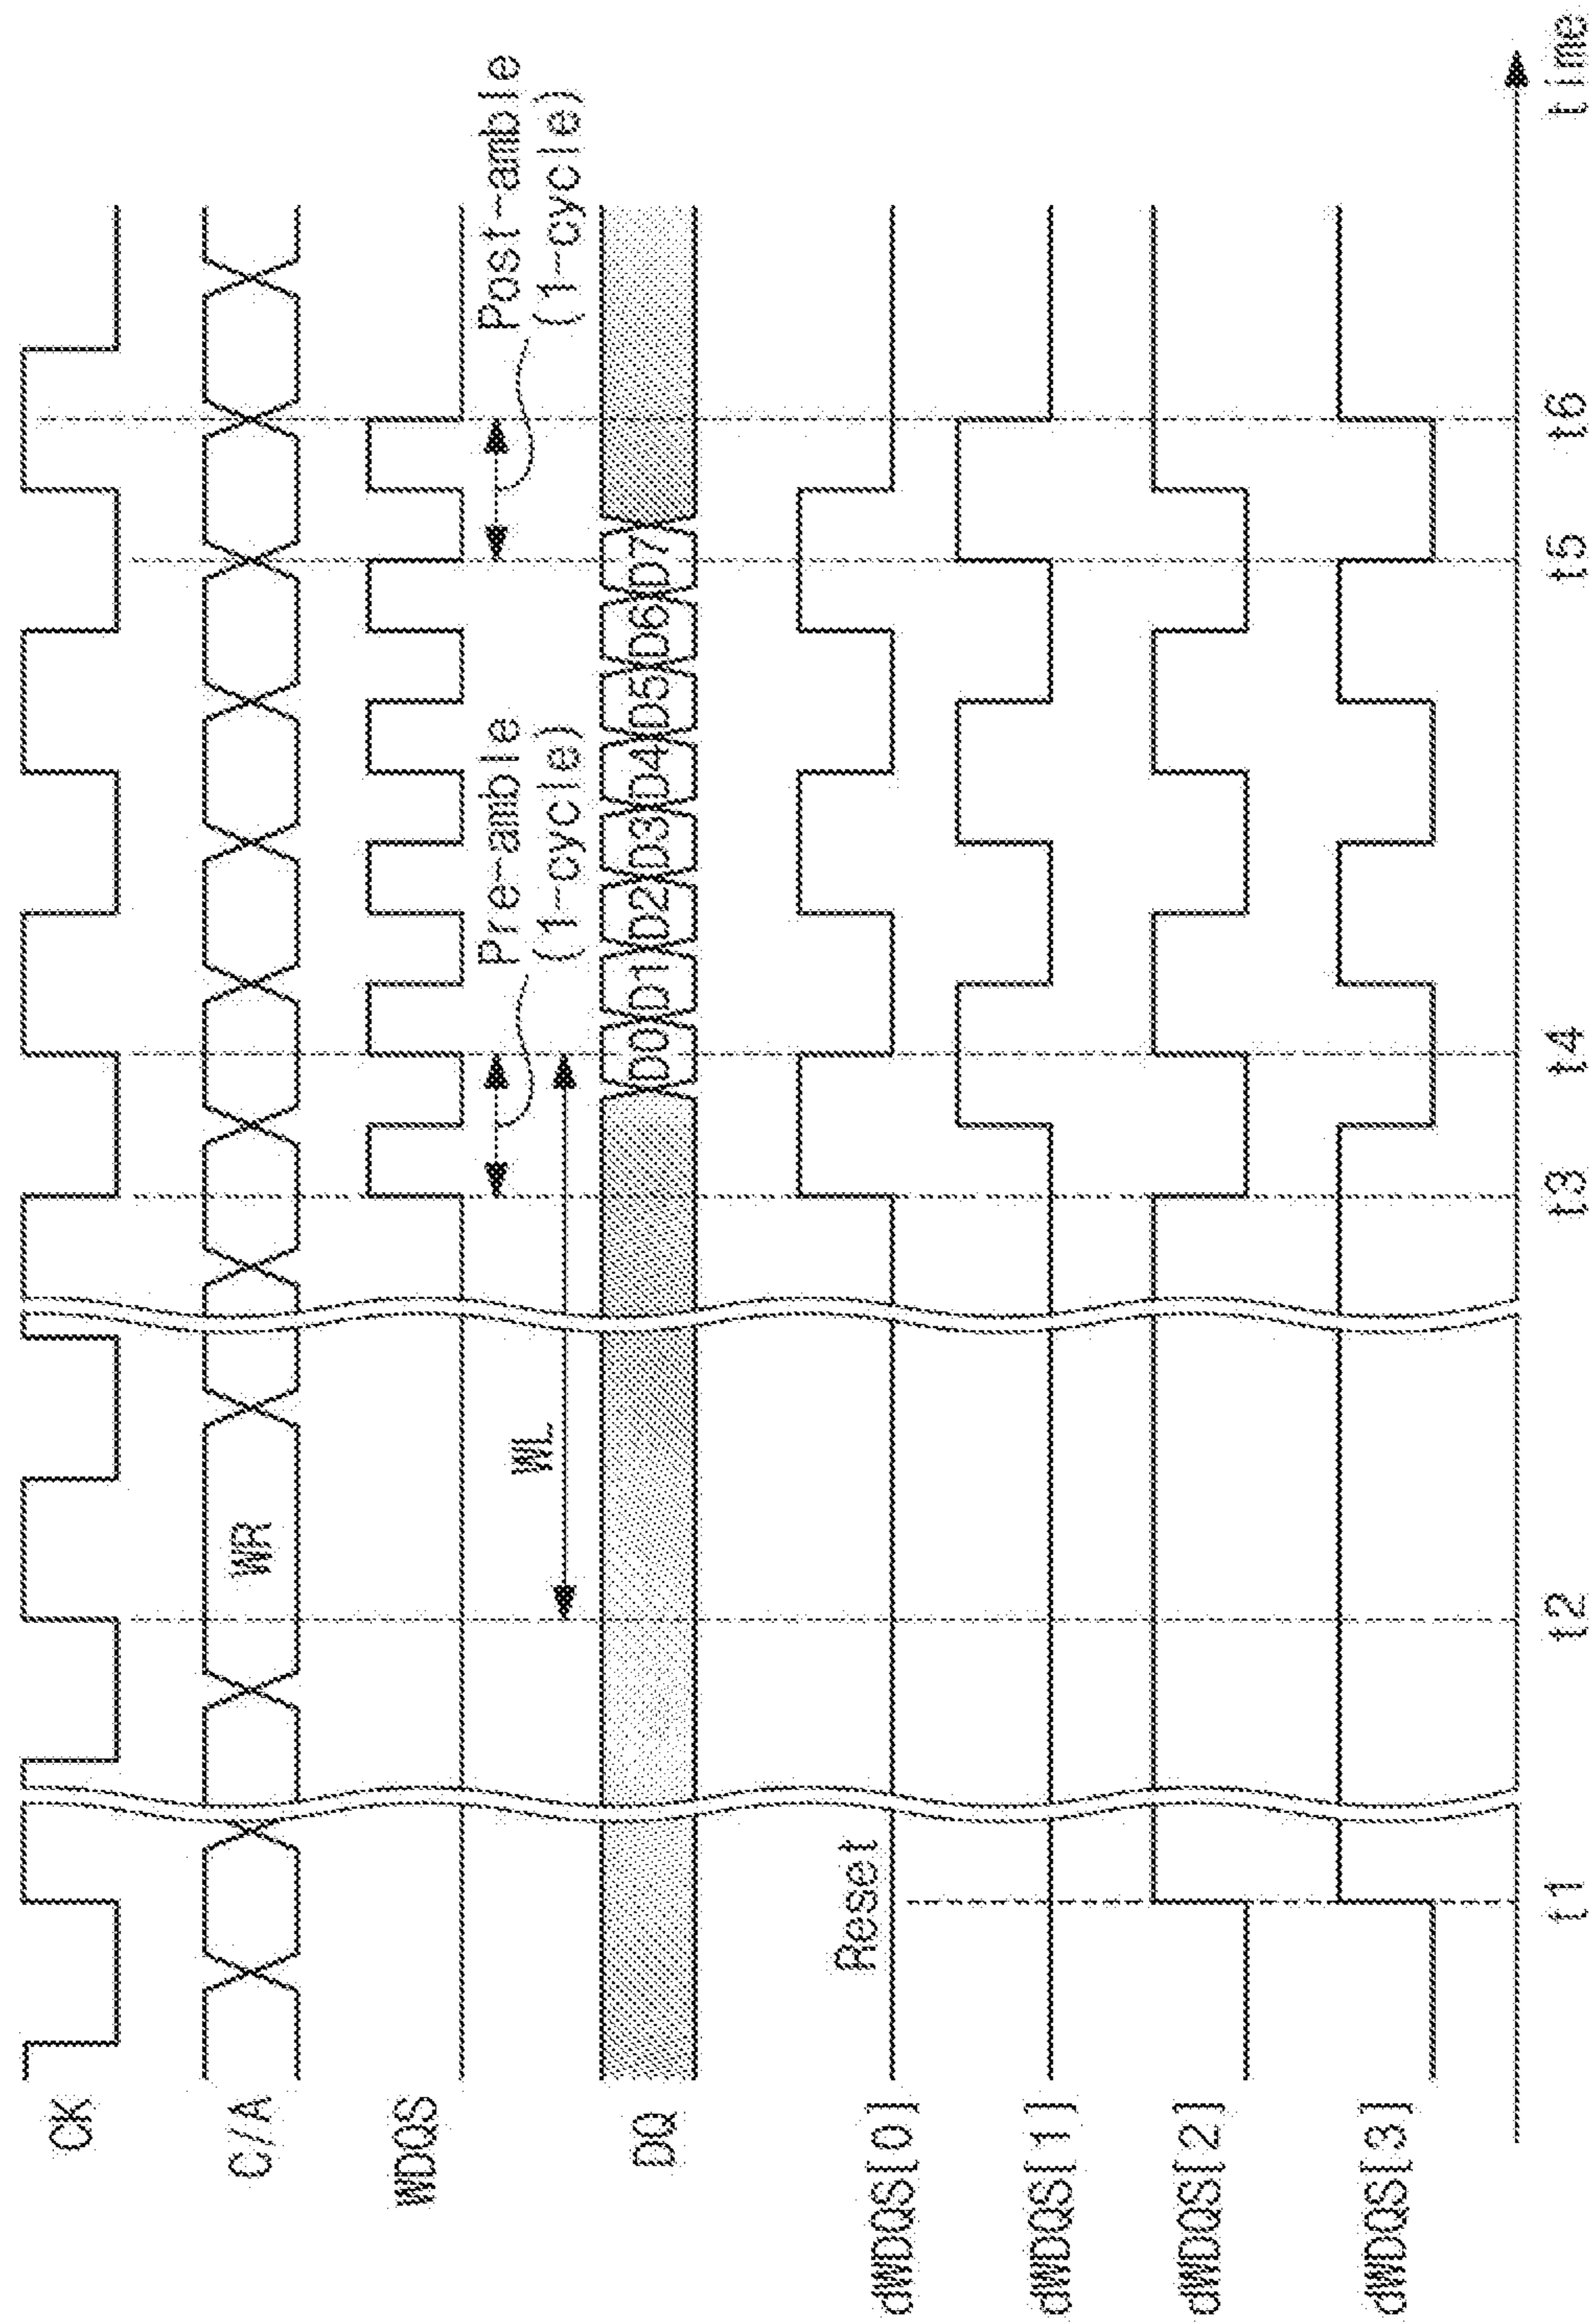 CK
C/A
WR
WDQS
Pre-amble
(1-cycle)
Post-amble
(1-cycle)
WL
DQ
D0 D1 D2 D3 D4 D5 D6 D7
Reset
dWDQS[0]
dWDQS[1]
dWDQS[2]
dWDQS[3]
t1 t2 t3 t4 t5 t6 time